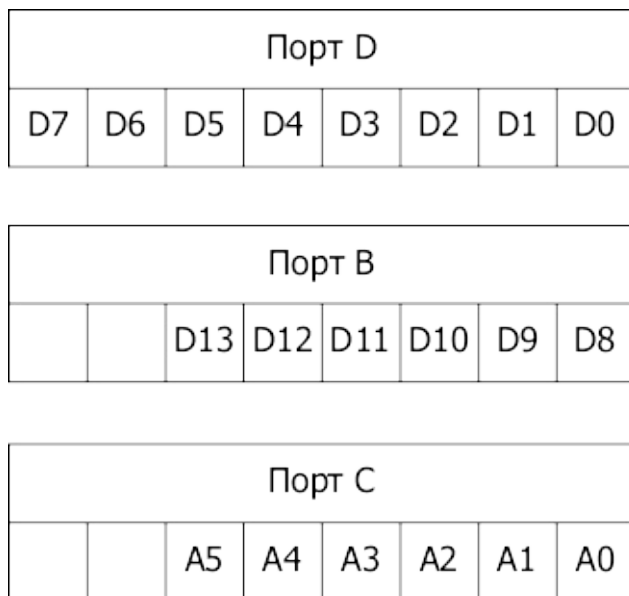 Порт D
D7 D6 D5 D4 D3 D2 D1 D0
Порт B
D13 D12 D11 D10 D9 D8
Порт C
A5 A4 A3 A2 A1 A0